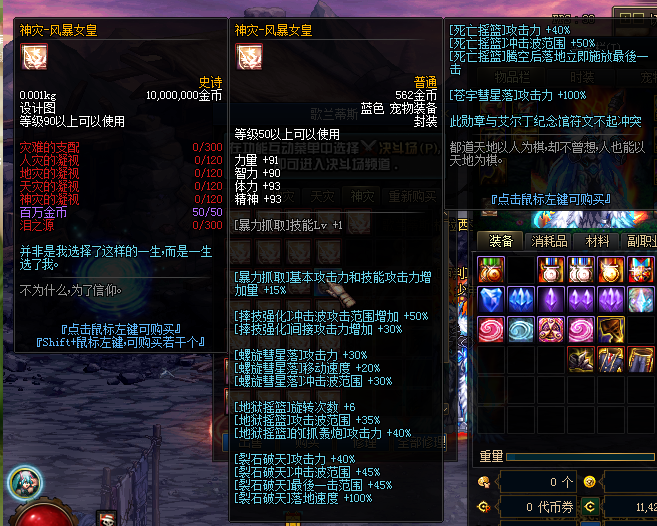 神灾-风暴女皇
史诗
0.001kg
10,000,000金币
设计图
等级90以上可以使用
灾难的支配 0/300
人灾的凝视 0/120
地灾的凝视 0/120
天灾的凝视 0/120
神灾的凝视 0/120
百万金币 50/50
泪之源 0/300
并非是我选择了这样的一生,而是一生选了我。
不为什么,为了信仰。
『点击鼠标左键可购买』
『Shift+鼠标左键,可购买若干个』
神灾-风暴女皇
普通
562金币
蓝色 宠物装备
封装
等级50以上可以使用
力量 +91
智力 +90
体力 +93
精神 +93
[暴力抓取]技能Lv +1
[暴力抓取]基本攻击力和技能攻击力增加量 +15%
[摔技强化]冲击波攻击范围增加 +50%
[摔技强化]间接攻击力增加 +30%
[螺旋彗星落]攻击力 +30%
[螺旋彗星落]移动速度 +20%
[螺旋彗星落]冲击波范围 +30%
[地狱摇篮]旋转次数 +6
[地狱摇篮]攻击波范围 +35%
[地狱摇篮]的[抓轰炮]攻击力 +40%
[裂石破天]攻击力 +40%
[裂石破天]冲击波范围 +45%
[裂石破天]最後一击范围 +45%
[裂石破天]落地速度 +100%
[死亡摇篮]攻击力 +40%
[死亡摇篮]冲击波范围 +50%
[死亡摇篮]腾空后落地立即施放最後一击
[苍宇彗星落]攻击力 +100%
此勋章与艾尔丁纪念馆符文不起冲突
都道天地以人为棋,却不曾想,人也能以天地为棋。
『点击鼠标左键可购买』
装备
消耗品
材料
副职业
重量
0 个
0 代币券
11,42